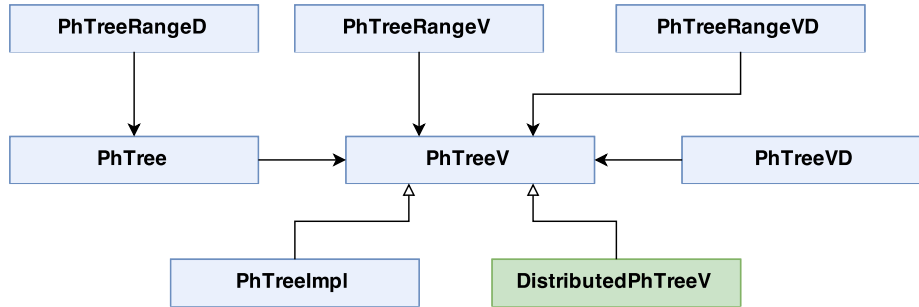 PhTreeRangeD
PhTreeRangeV
PhTreeRangeVD
PhTree
PhTreeV
PhTreeVD
PhTreeImpl
DistributedPhTreeV